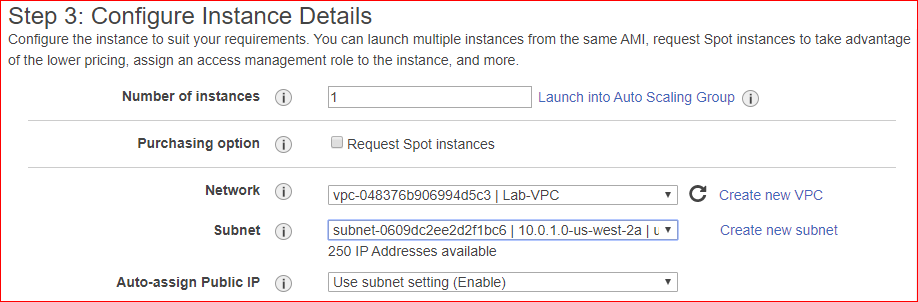 Step 3: Configure Instance Details
Configure the instance to suit your requirements. You can launch multiple instances from the same AMI, request Spot instances to take advantage
of the lower pricing, assign an access management role to the instance, and more.
Number of instances i 1 Launch into Auto Scaling Group i
Purchasing option i Request Spot instances
Network i vpc-048376b906994d5c3 | Lab-VPC Create new VPC
Subnet i subnet-0609dc2ee2d2f1bc6 | 10.0.1.0-us-west-2a | u Create new subnet
250 IP Addresses available
Auto-assign Public IP i Use subnet setting (Enable)